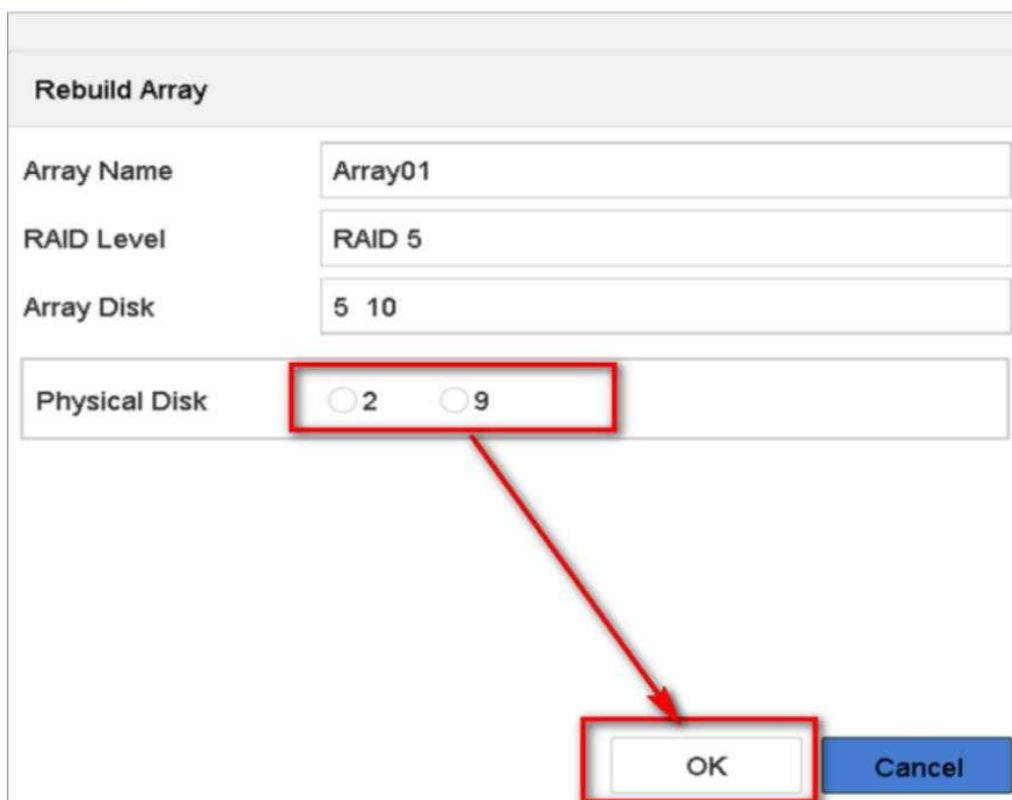 Rebuild Array
Array Name Array01
RAID Level RAID 5
Array Disk 5 10
Physical Disk 2 9
OK Cancel